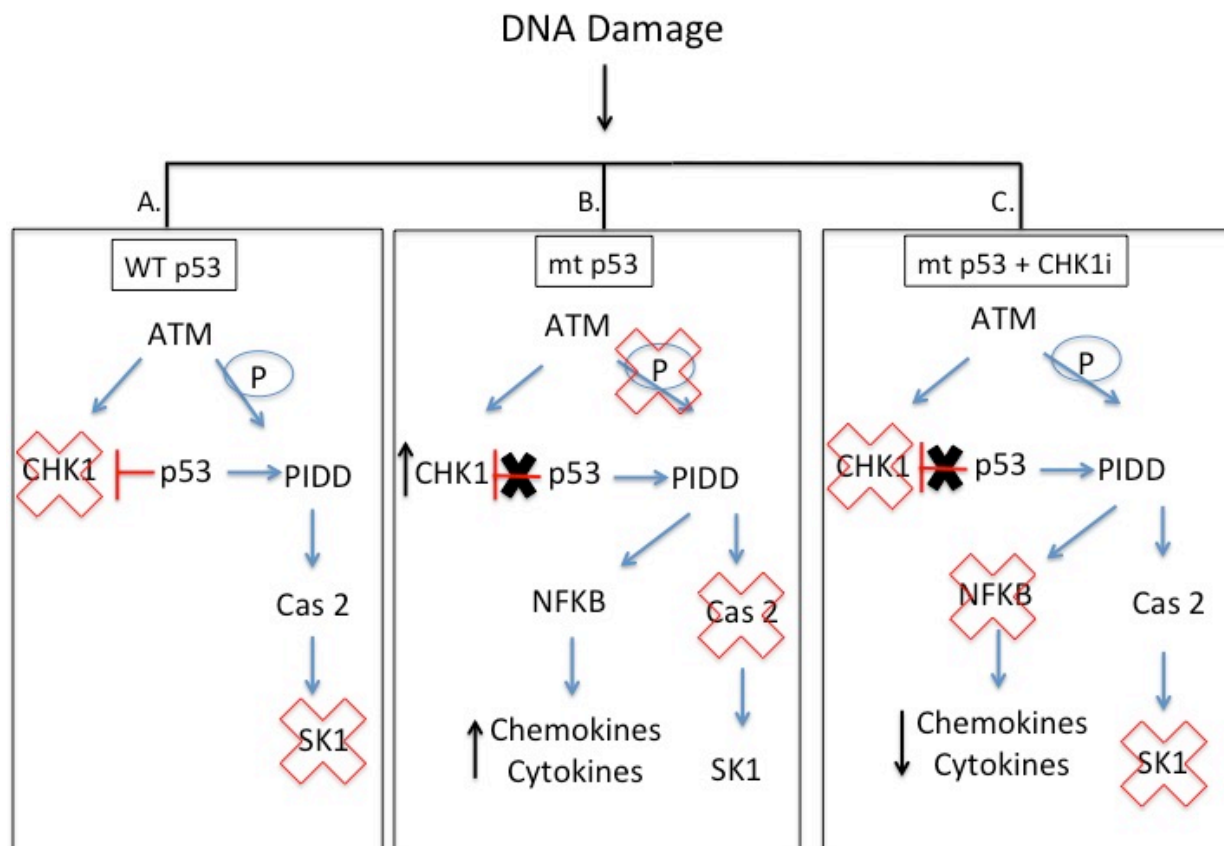 DNA Damage
A.
WT p53
ATM
P
CHK1
p53
PIDD
Cas 2
SK1
B.
mt p53
ATM
P
CHK1
p53
PIDD
NFKB
Cas 2
Chemokines
Cytokines
SK1
C.
mt p53 + CHK1i
ATM
P
CHK1
p53
PIDD
NFKB
Cas 2
Chemokines
Cytokines
SK1